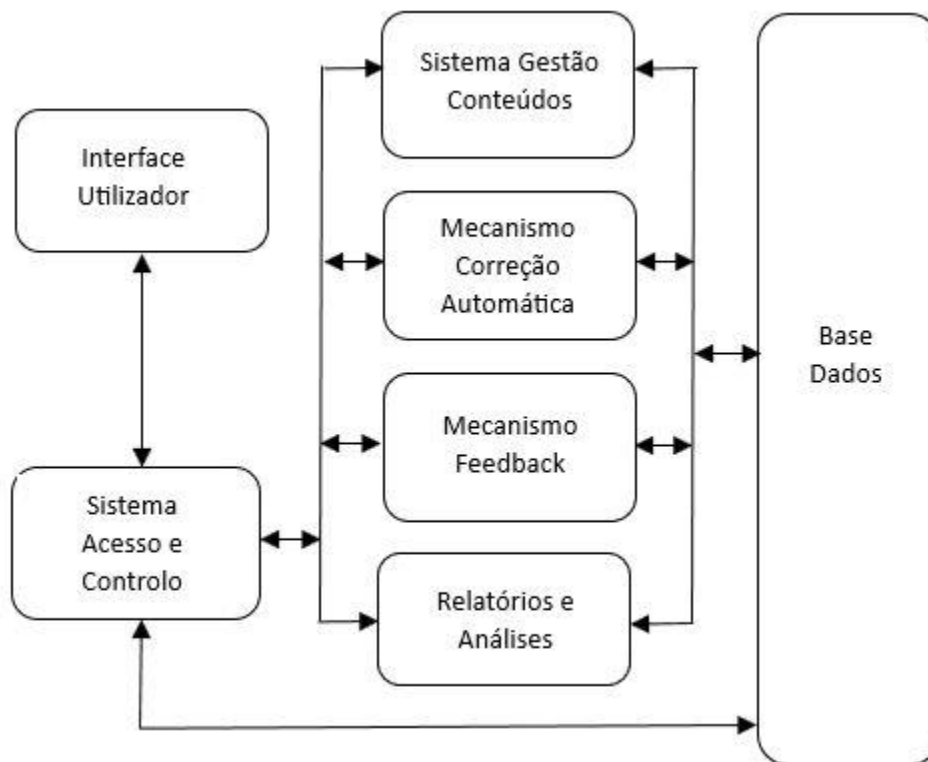 Interface
Utilizador
Sistema
Acesso e
Controlo
Sistema Gestão
Conteúdos
Mecanismo
Correção
Automática
Mecanismo
Feedback
Relatórios e
Análises
Base
Dados